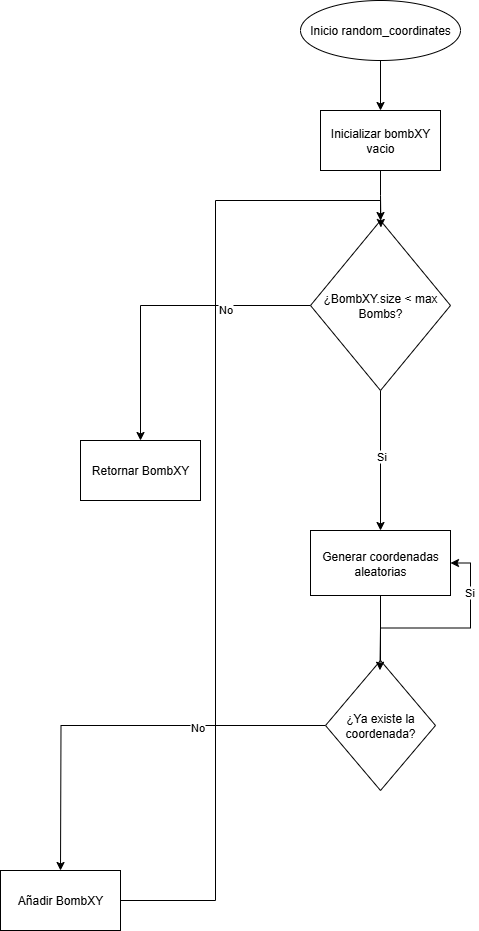 Inicio random_coordinates
Inicializar bombXY
vacio
¿BombXY.size < max
Bombs?
No
Retornar BombXY
Si
Generar coordenadas
aleatorias
Si
¿Ya existe la
coordenada?
No
Añadir BombXY